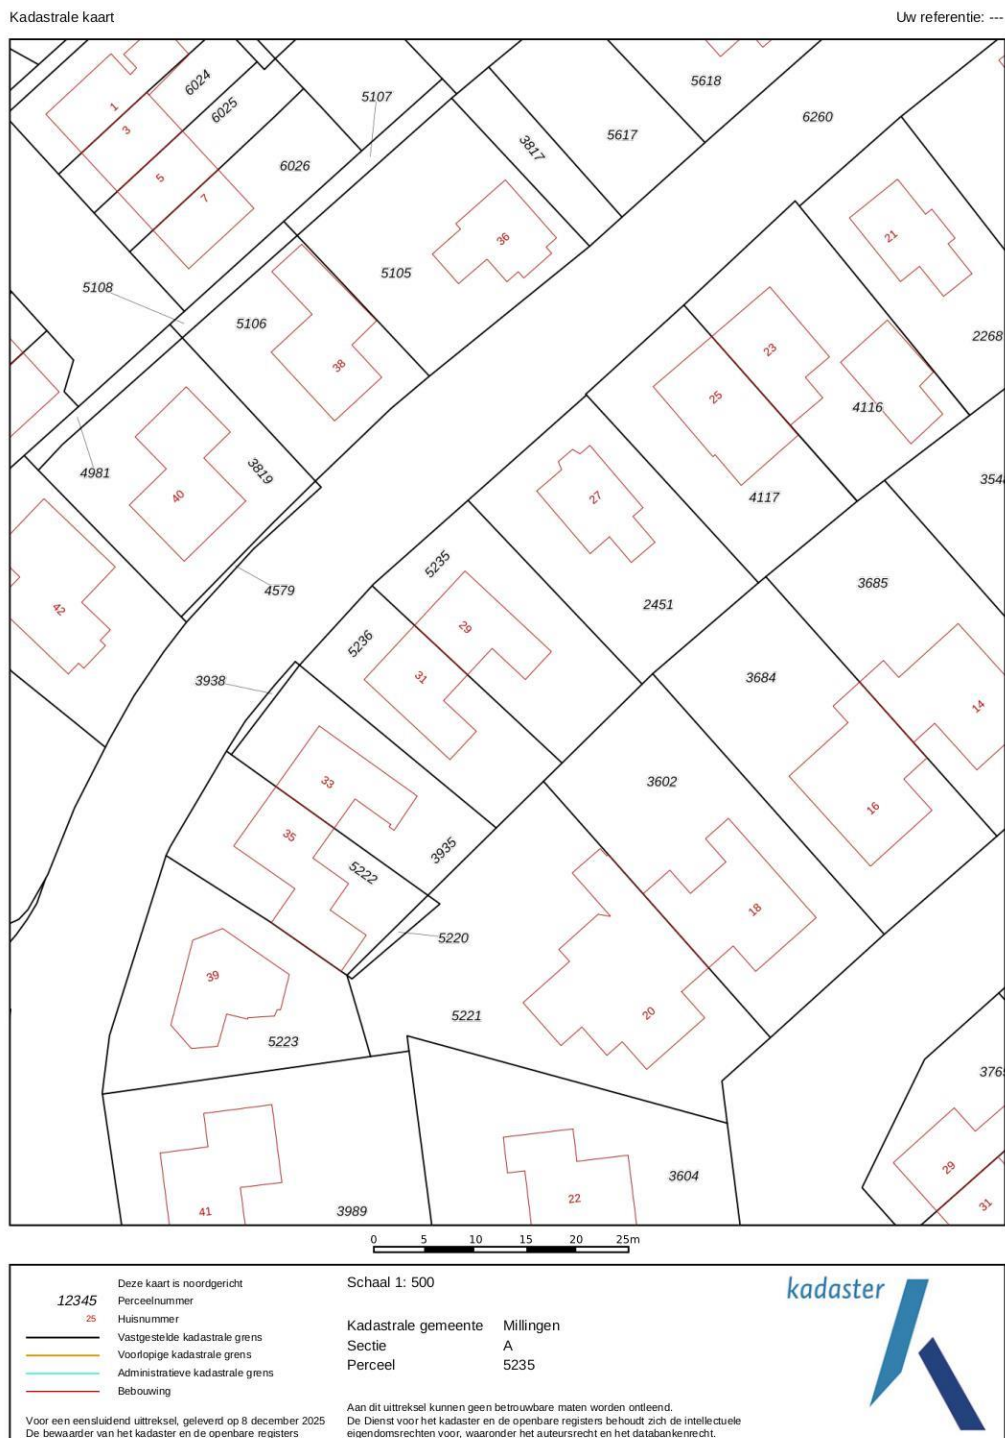 Kadastrale kaart
Uw referentie: ---
5618
6024
5107
6260
1
6025
5617
3
3817
6026
5
7
21
36
5105
5108
5106
2268
23
38
25
4116
3819
4981
40
3548
27
4117
5235
3685
4579
2451
42
29
5236
3684
31
3938
14
33
3602
16
35
3935
5222
18
5220
39
20
5221
5223
3765
29
3604
22
31
41
3989
0 5 10 15 20 25m
Deze kaart is noordgericht
12345 Perceelnummer
25 Huisnummer
Vastgestelde kadastrale grens
Voorlopige kadastrale grens
Administratieve kadastrale grens
Bebouwing
Voor een eensluidend uittreksel, geleverd op 8 december 2025
De bewaarder van het kadaster en de openbare registers
Schaal 1: 500
Kadastrale gemeente Millingen
Sectie A
Perceel 5235
Aan dit uittreksel kunnen geen betrouwbare maten worden ontleend.
De Dienst voor het kadaster en de openbare registers behoudt zich de intellectuele
eigendomsrechten voor, waaronder het auteursrecht en het databankenrecht.
kadaster